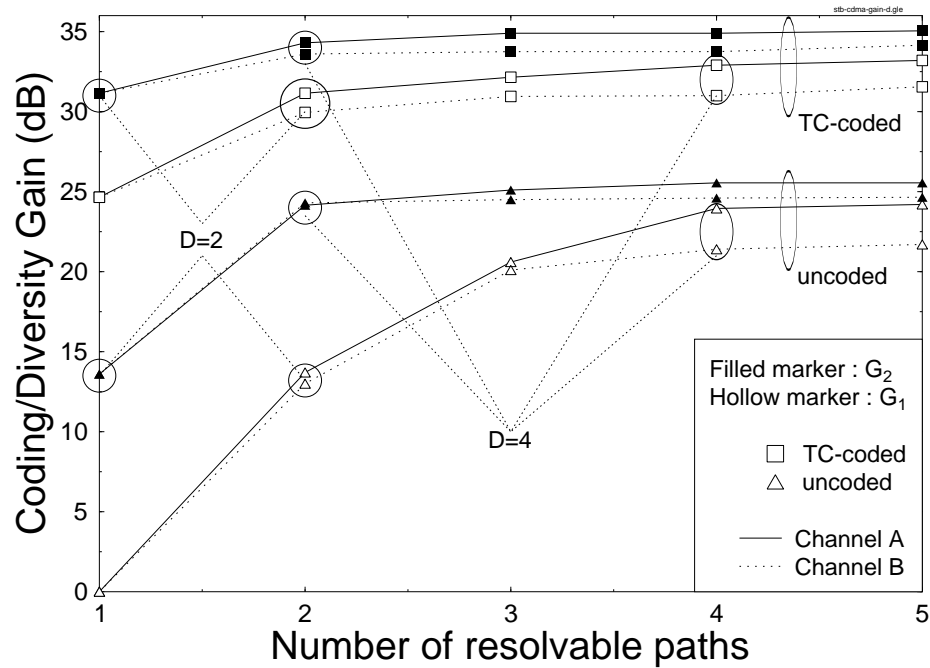 stb-cdma-gain-d.gle
Coding/Diversity Gain (dB)
35
30
25
20
15
10
5
0
TC-coded
D=2
uncoded
D=4
Filled marker : G2
Hollow marker : G1
TC-coded
uncoded
Channel A
Channel B
1 2 3 4 5
Number of resolvable paths